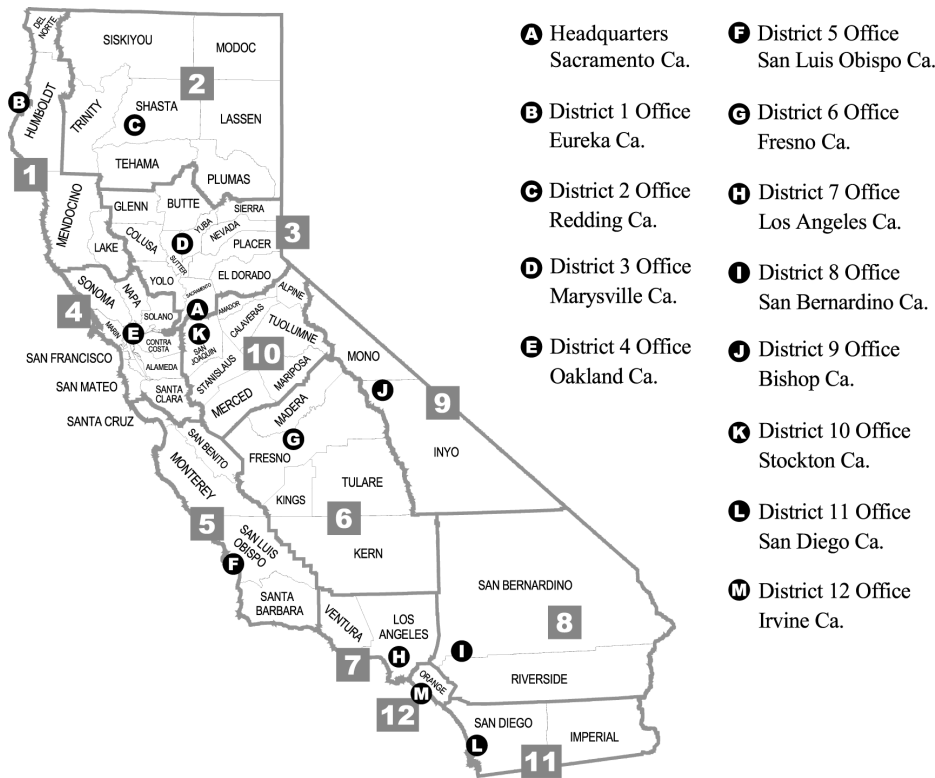 DEL
NORTE
SISKIYOU
MODOC
2
B
HUMBOLDT
TRINITY
SHASTA
C
LASSEN
TEHAMA
PLUMAS
1
MENDOCINO
GLENN
BUTTE
SIERRA
YUBA
NEVADA
3
LAKE
COLUSA
D
SUTTER
PLACER
YOLO
EL DORADO
SONOMA
NAPA
SACRAMENTO
ALPINE
4
MARIN
SOLANO
A
AMADOR
E
CONTRA
COSTA
K
SAN
JOAQUIN
CALAVERAS
TUOLUMNE
SAN FRANCISCO
ALAMEDA
STANISLAUS
10
MARIPOSA
MONO
SAN MATEO
SANTA
CLARA
MERCED
MADERA
J
9
SANTA CRUZ
SAN BENITO
G
FRESNO
INYO
MONTEREY
KINGS
TULARE
5
6
SAN LUIS
OBISPO
F
KERN
SANTA
BARBARA
VENTURA
LOS
ANGELES
SAN BERNARDINO
8
7
H
I
ORANGE
RIVERSIDE
M
12
SAN DIEGO
IMPERIAL
L
11
A Headquarters
Sacramento Ca.
B District 1 Office
Eureka Ca.
C District 2 Office
Redding Ca.
D District 3 Office
Marysville Ca.
E District 4 Office
Oakland Ca.
F District 5 Office
San Luis Obispo Ca.
G District 6 Office
Fresno Ca.
H District 7 Office
Los Angeles Ca.
I District 8 Office
San Bernardino Ca.
J District 9 Office
Bishop Ca.
K District 10 Office
Stockton Ca.
L District 11 Office
San Diego Ca.
M District 12 Office
Irvine Ca.